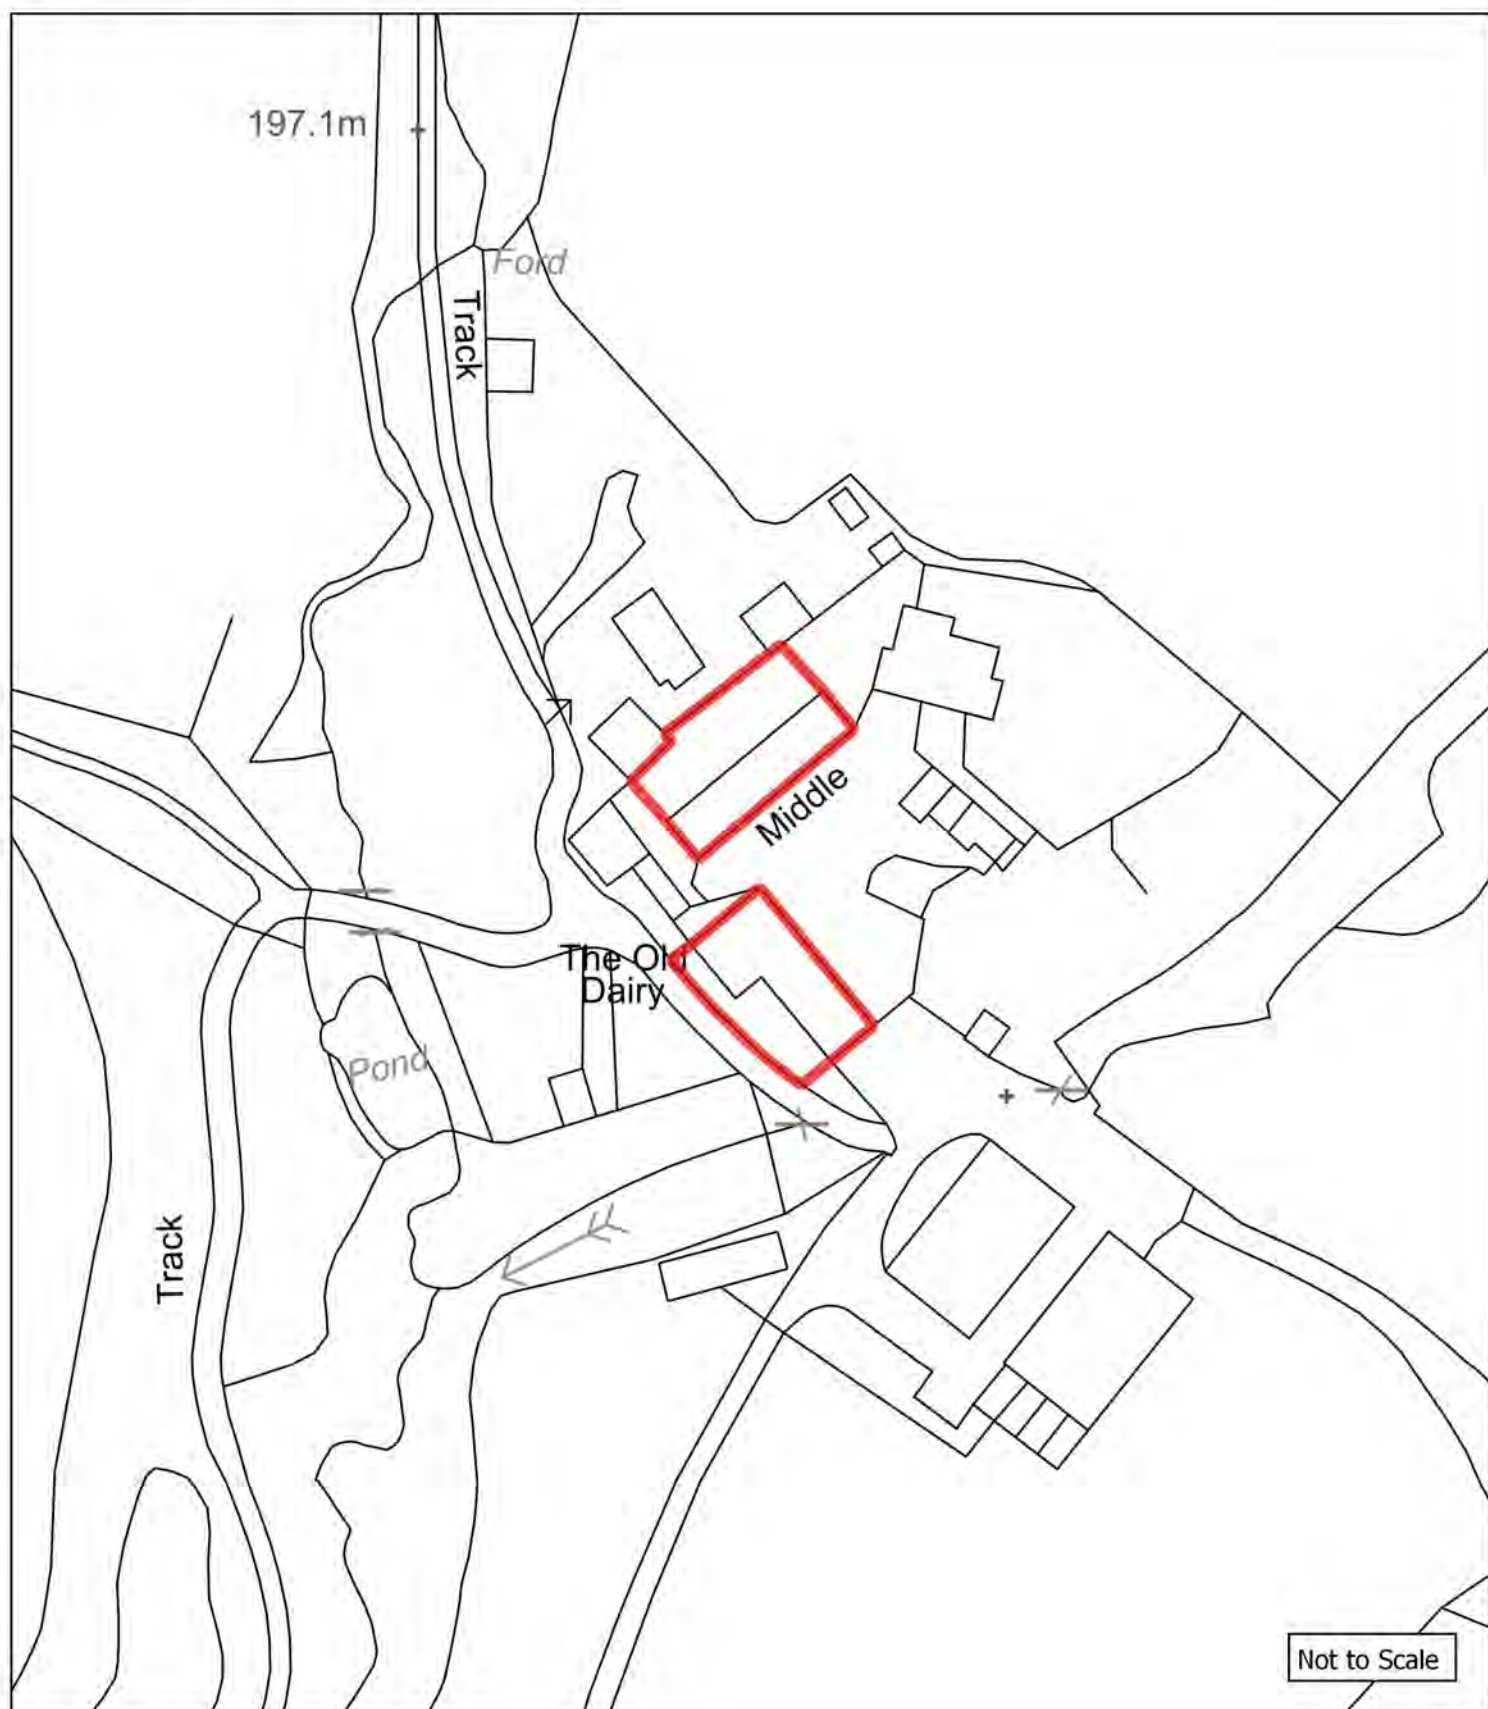 197.1m
Ford
Track
Middle
The Old
Dairy
Pond
Track
Not to Scale